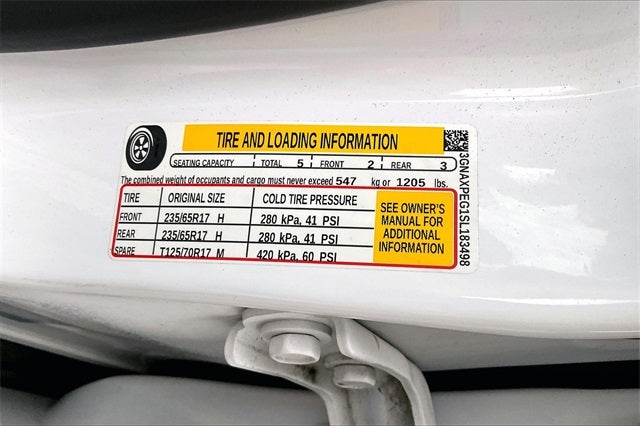 TIRE AND LOADING INFORMATION
SEATING CAPACITY TOTAL 5 FRONT 2 REAR 3
The combined weight of occupants and cargo must never exceed 547 kg or 1205 lbs.
TIRE ORIGINAL SIZE COLD TIRE PRESSURE
FRONT 235/65R17 H 280 kPa, 41 PSI
REAR 235/65R17 H 280 kPa, 41 PSI
SPARE T125/70R17 M 420 kPa, 60 PSI
SEE OWNER'S
MANUAL FOR
ADDITIONAL
INFORMATION
3GNAXPEG1SL183498